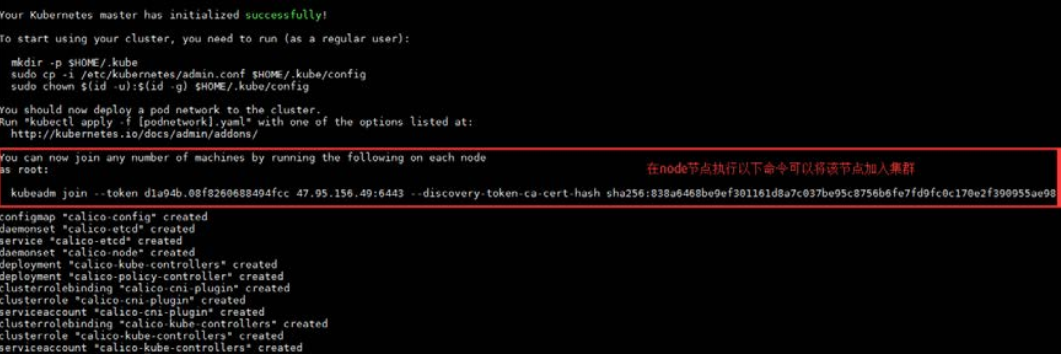 Your Kubernetes master has initialized successfully!
To start using your cluster, you need to run (as a regular user):
mkdir -p $HOME/.kube
sudo cp -i /etc/kubernetes/admin.conf $HOME/.kube/config
sudo chown $(id -u):$(id -g) $HOME/.kube/config
You should now deploy a pod network to the cluster.
Run "kubectl apply -f [podnetwork].yaml" with one of the options listed at:
http://kubernetes.io/docs/admin/addons/
You can now join any number of machines by running the following on each node
as root:
在node节点执行以下命令可以将该节点加入集群
kubeadm join --token d1a94b.08f8260688494fcc 47.95.156.49:6443 --discovery-token-ca-cert-hash sha256:838a6468be9ef301161d8a7c037be95c8756b6fe7fd9fc0c170e2f390955ae98
configmap "calico-config" created
daemonset "calico-etcd" created
service "calico-etcd" created
daemonset "calico-node" created
deployment "calico-kube-controllers" created
deployment "calico-policy-controller" created
clusterrolebinding "calico-cni-plugin" created
clusterrole "calico-cni-plugin" created
serviceaccount "calico-cni-plugin" created
clusterrolebinding "calico-kube-controllers" created
clusterrole "calico-kube-controllers" created
serviceaccount "calico-kube-controllers" created